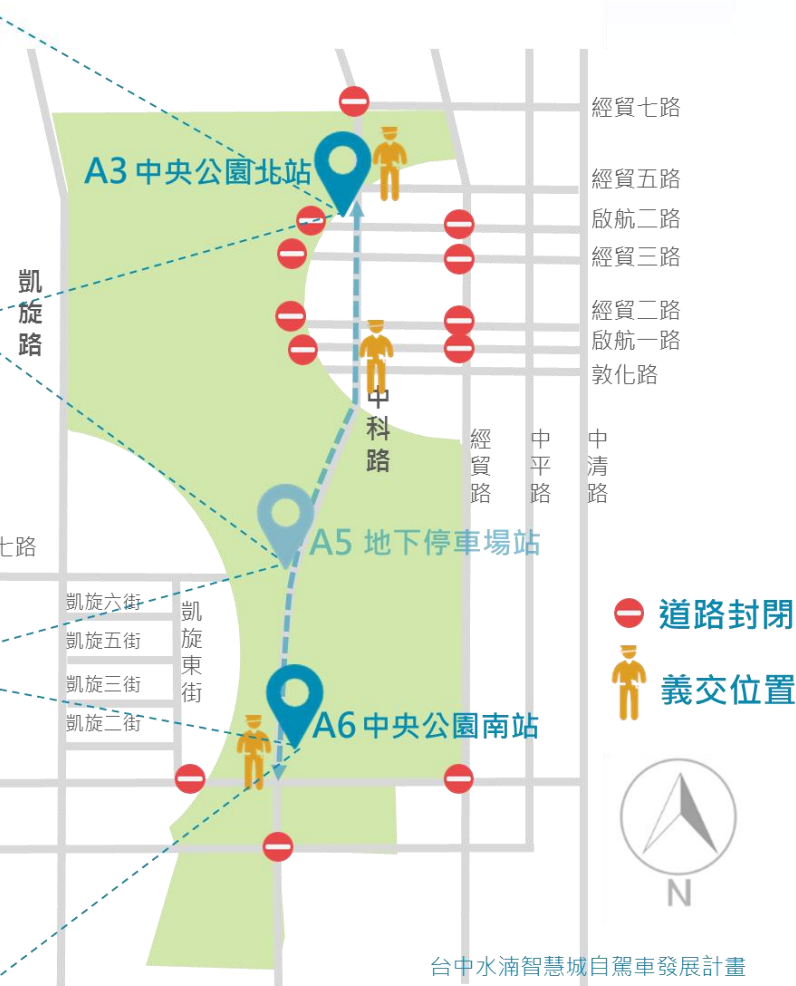 經貿七路
A3 中央公園北站
經貿五路
啟航二路
經貿三路
凱旋路
經貿二路
啟航一路
敦化路
中科路
經貿路
中平路
中清路
七路
A5 地下停車場站
凱旋六街
凱旋五街
凱旋三街
凱旋二街
凱旋東街
道路封閉
義交位置
A6 中央公園南站
N
台中水湳智慧城自駕車發展計畫